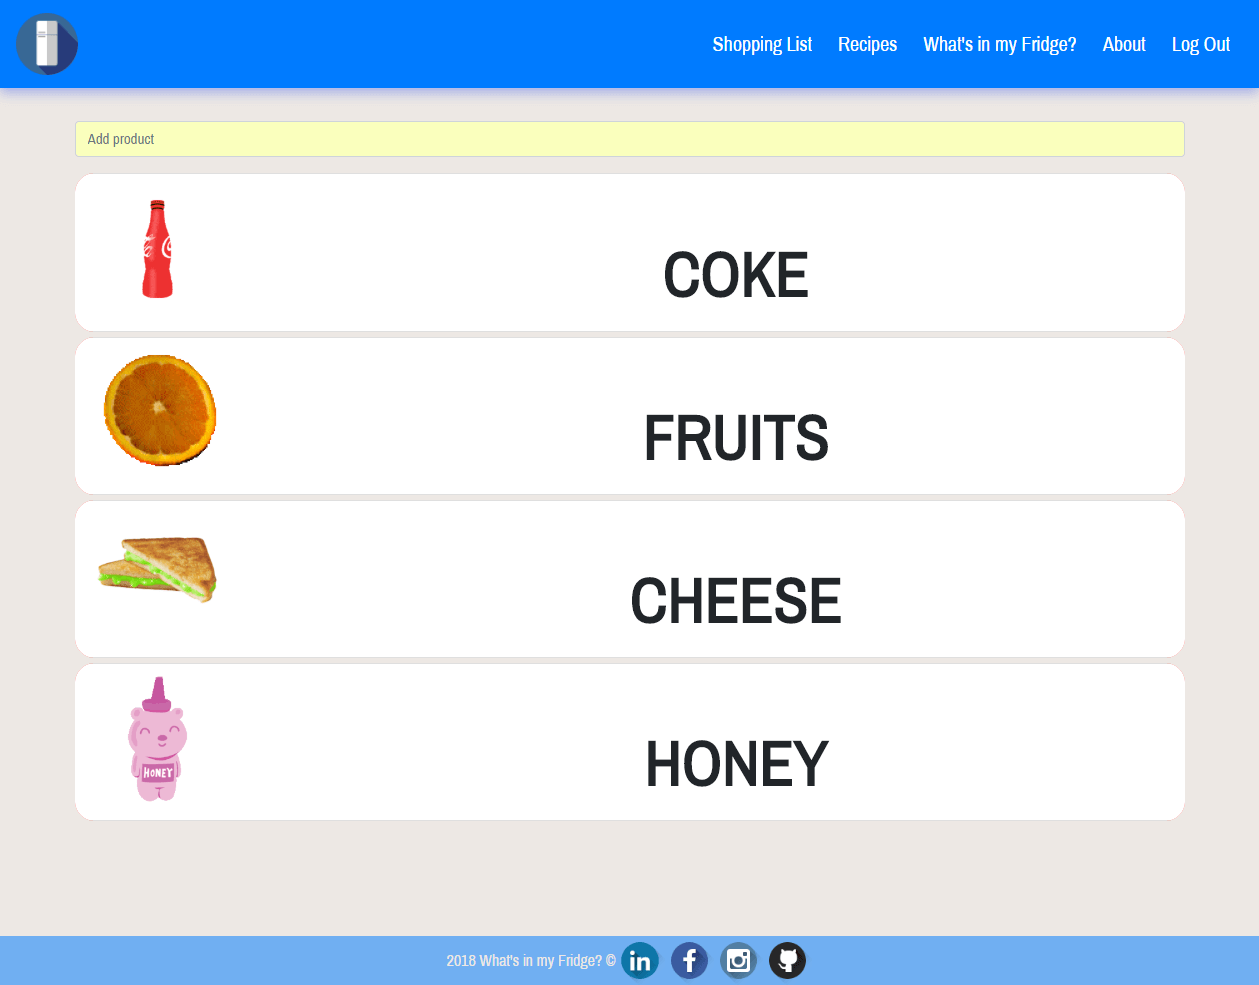 Shopping List Recipes What's in my Fridge? About Log Out
Add product
COKE
FRUITS
CHEESE
HONEY
HONEY
2018 What's in my Fridge? © in f